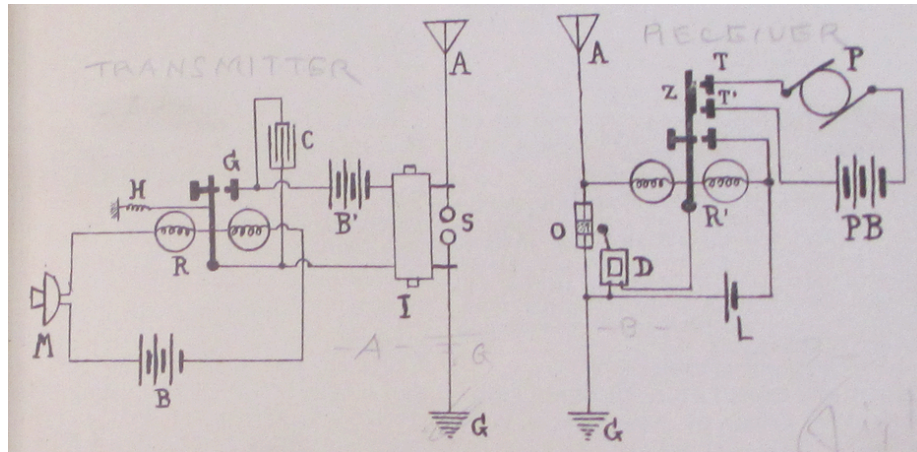 TRANSMITTER
RECEIVER
A
A
T
P
Z
T'
G
C
H
B'
S
R
R'
O
D
PB
I
L
M
B
-A-
-B-
G
G
G